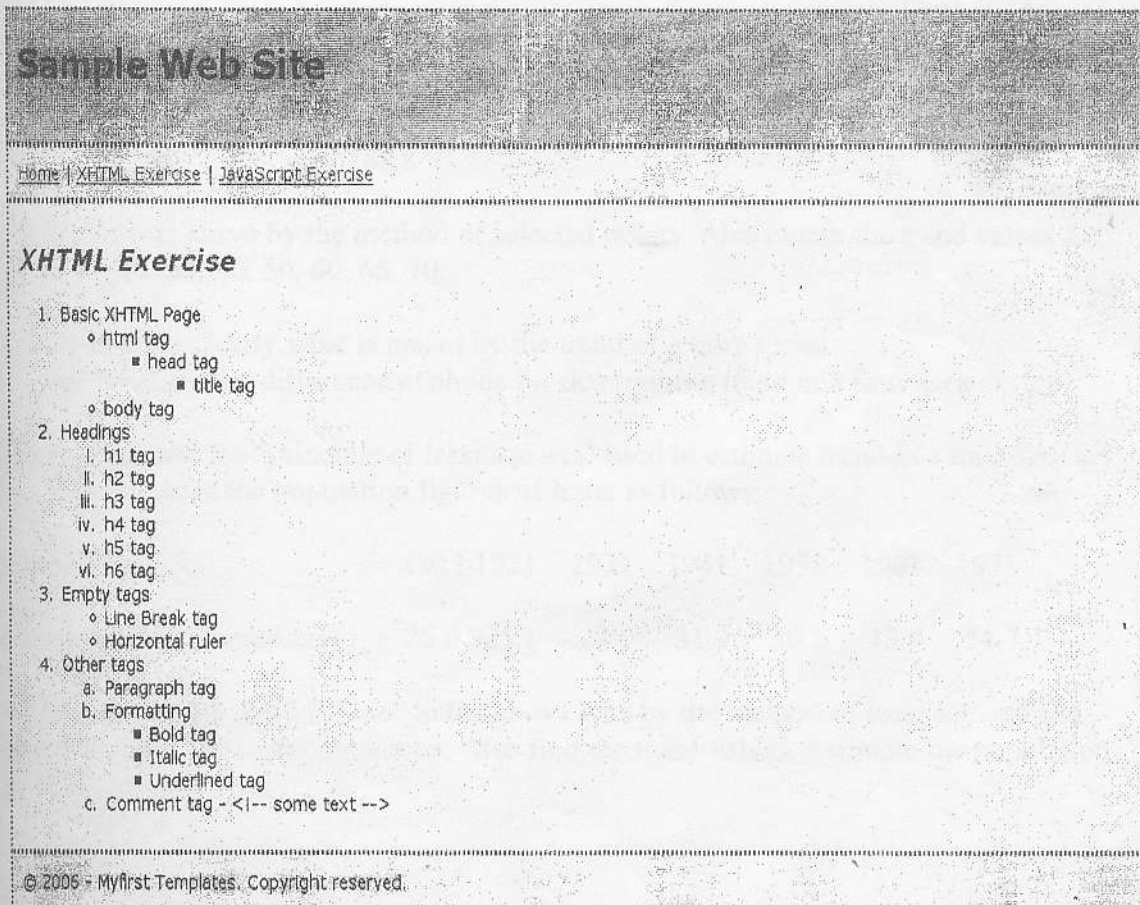 Sample Web Site
Home | XHTML Exercise | JavaScript Exercise
XHTML Exercise
1. Basic XHTML Page
html tag
head tag
title tag
body tag
2. Headings
i. h1 tag
ii. h2 tag
iii. h3 tag
iv. h4 tag
v. h5 tag
vi. h6 tag
3. Empty tags
Line Break tag
Horizontal ruler
4. Other tags
a. Paragraph tag
b. Formatting
Bold tag
Italic tag
Underlined tag
c. Comment tag - <!-- some text -->
© 2006 - Myfirst Templates. Copyright reserved.